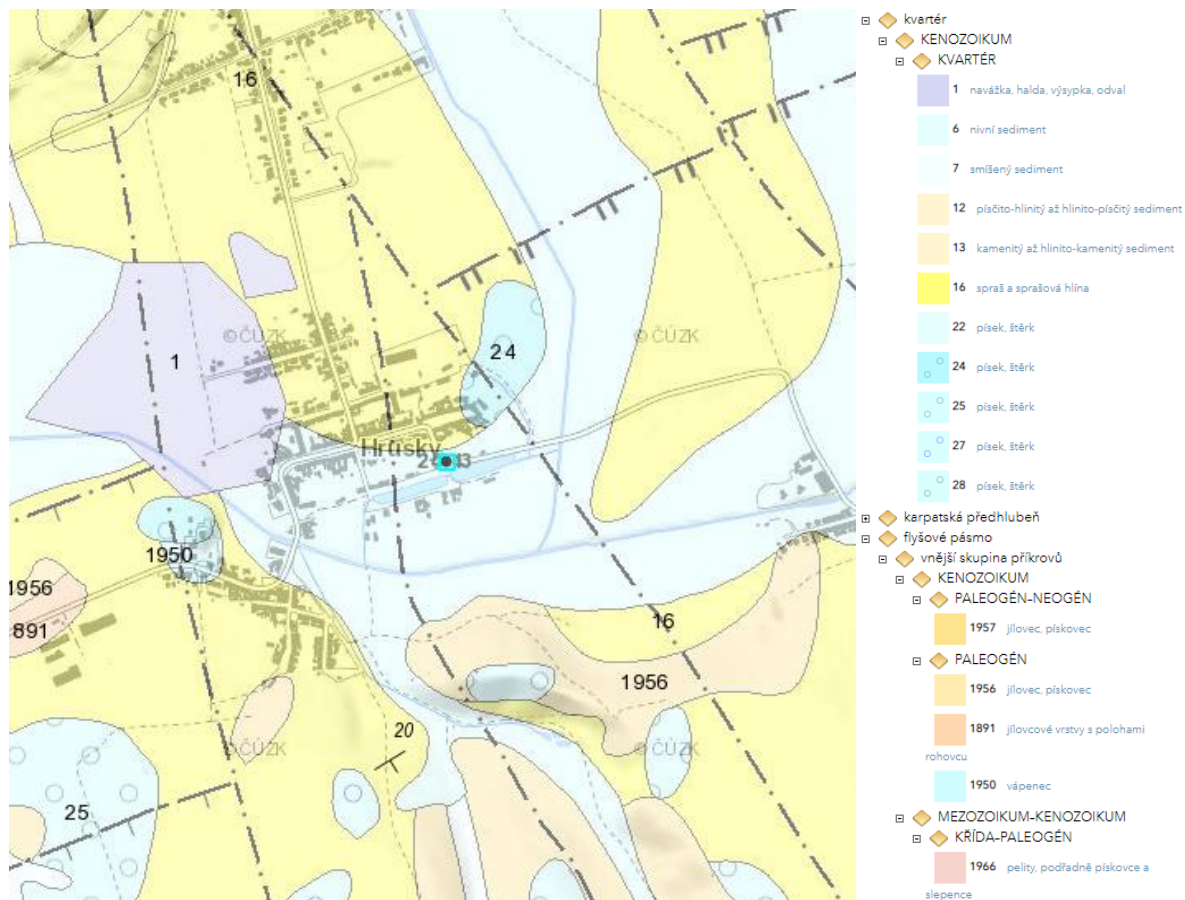 16
© ČÚZK
© ČÚZK
1
24
Hrušky
1950
1956
891
16
1956
20
© ČÚZK
© ČÚZK
25
kvartér
KENOZOIKUM
KVARTÉR
1 navážka, halda, výsypka, odval
6 nivní sediment
7 smíšený sediment
12 písčito-hlinitý až hlinito-písčitý sediment
13 kamenitý až hlinito-kamenitý sediment
16 spraš a sprašová hlína
22 písek, štěrk
24 písek, štěrk
25 písek, štěrk
27 písek, štěrk
28 písek, štěrk
karpatská předhlubeň
flyšové pásmo
vnější skupina příkrovů
KENOZOIKUM
PALEOGÉN-NEOGÉN
1957 jílovec, pískovec
PALEOGÉN
1956 jílovec, pískovec
1891 jílovcové vrstvy s polohami
rohovcu
1950 vápenec
MEZOZOIKUM-KENOZOIKUM
KŘÍDA-PALEOGÉN
1966 pelity, podřadně pískovce a
slepence